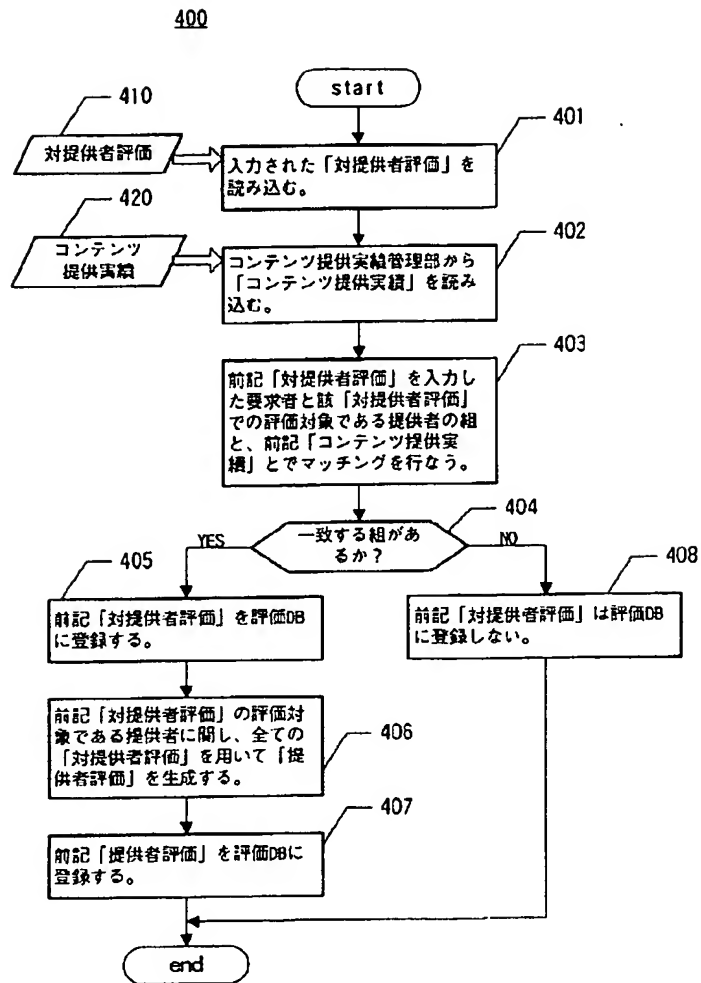 400
start
410
対提供者評価
401
入力された「対提供者評価」を
読み込む。
420
コンテンツ
提供実績
402
コンテンツ提供実績管理部から
「コンテンツ提供実績」を読み
込む。
403
前記「対提供者評価」を入力し
た要求者と該「対提供者評価」
での評価対象である提供者の組
と、前記「コンテンツ提供実
績」とでマッチングを行なう。
404
一致する組があ
るか？
YES
NO
405
前記「対提供者評価」を評価DB
に登録する。
408
前記「対提供者評価」は評価DB
に登録しない。
前記「対提供者評価」の評価対
象である提供者に関し、全ての
「対提供者評価」を用いて「提
供者評価」を生成する。
406
407
前記「提供者評価」を評価DBに
登録する。
end